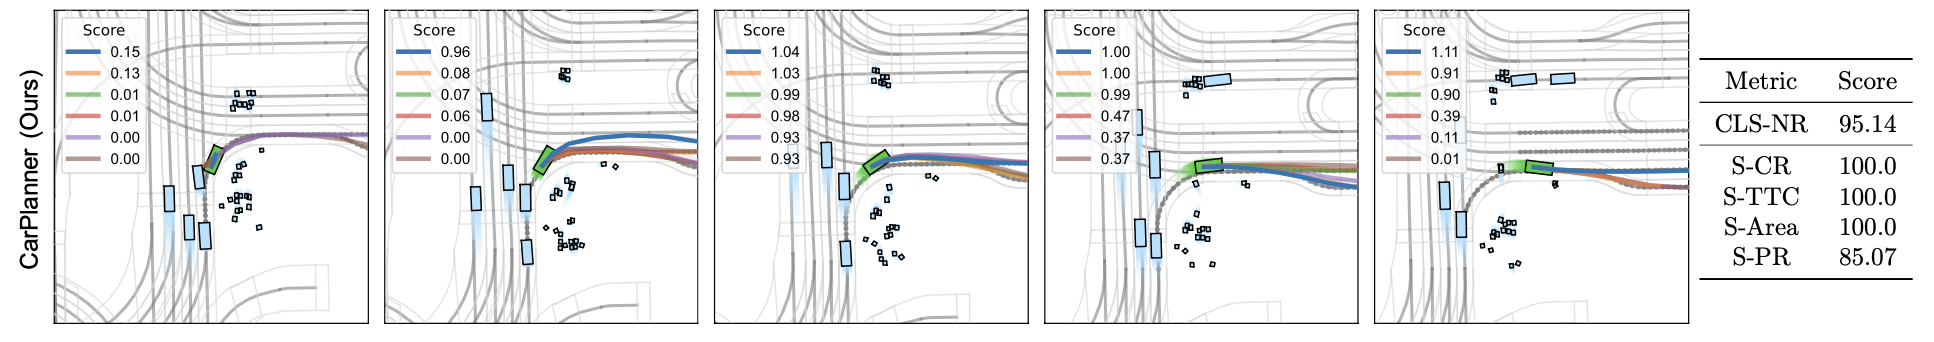 CarPlanner (Ours)
Score
0.15
0.13
0.01
0.01
0.00
0.00
Score
0.96
0.08
0.07
0.06
0.00
0.00
Score
1.04
1.03
0.99
0.98
0.93
0.93
Score
1.00
1.00
0.99
0.47
0.37
0.37
Score
1.11
0.91
0.90
0.39
0.11
0.01
Metric Score
CLS-NR 95.14
S-CR 100.0
S-TTC 100.0
S-Area 100.0
S-PR 85.07